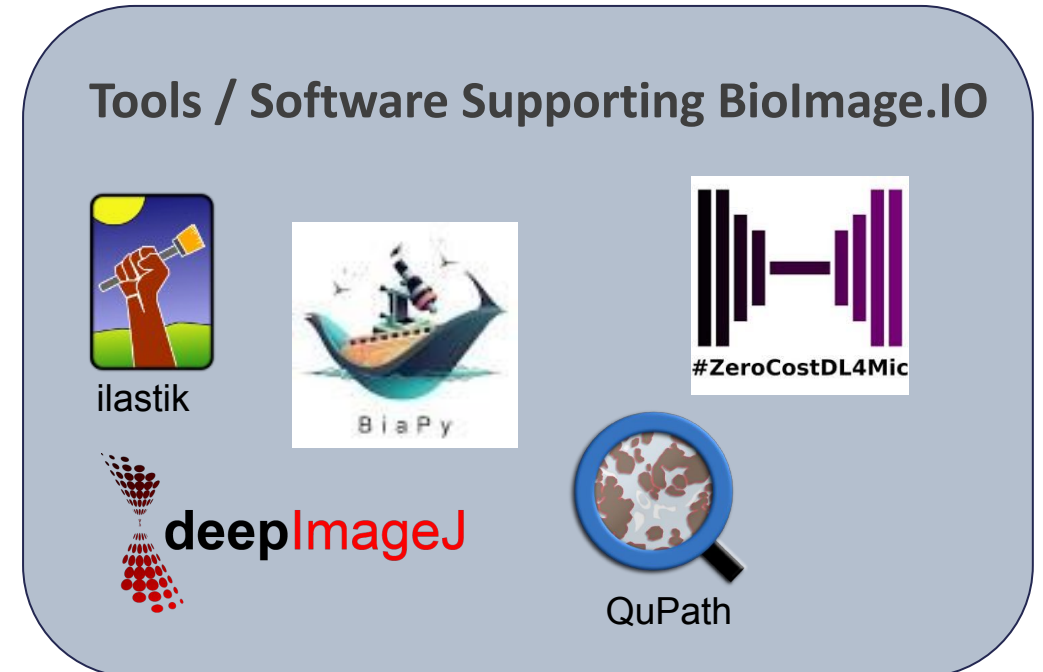 Tools / Software Supporting BioImage.IO
ilastik
BiaPy
#ZeroCostDL4Mic
deepImageJ
QuPath